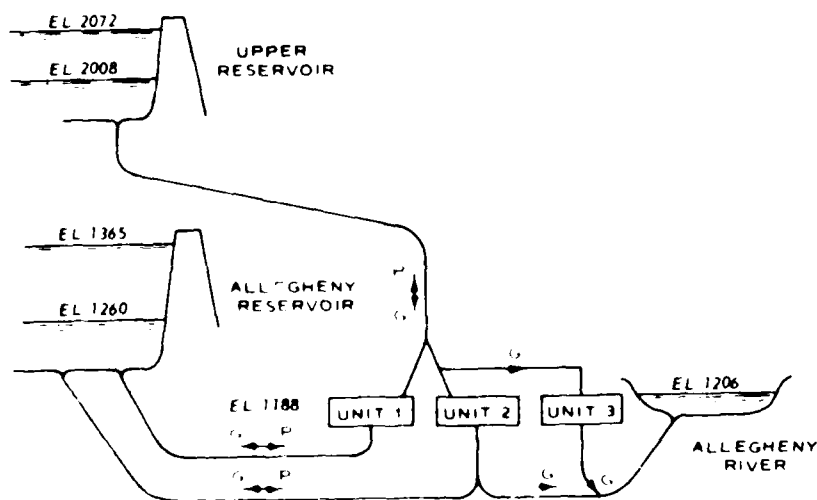 EL 2072
UPPER
RESERVOIR
EL 2008
EL 1365
ALLEGHENY
RESERVOIR
EL 1260
G
G
EL 1206
EL 1188
UNIT 1
UNIT 2
UNIT 3
G P
ALLEGHENY
RIVER
G P
G
G